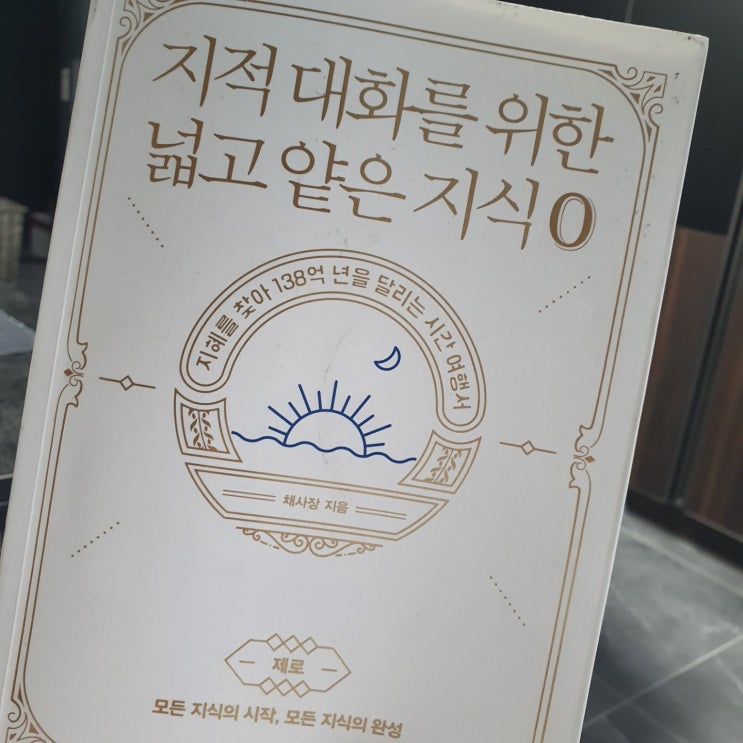 지적 대화를 위한
넓고 얕은 지식 0
지혜를 찾아 138억 년을 달리는 시간 여행서
채사장 지음
제로
모든 지식의 시작, 모든 지식의 완성